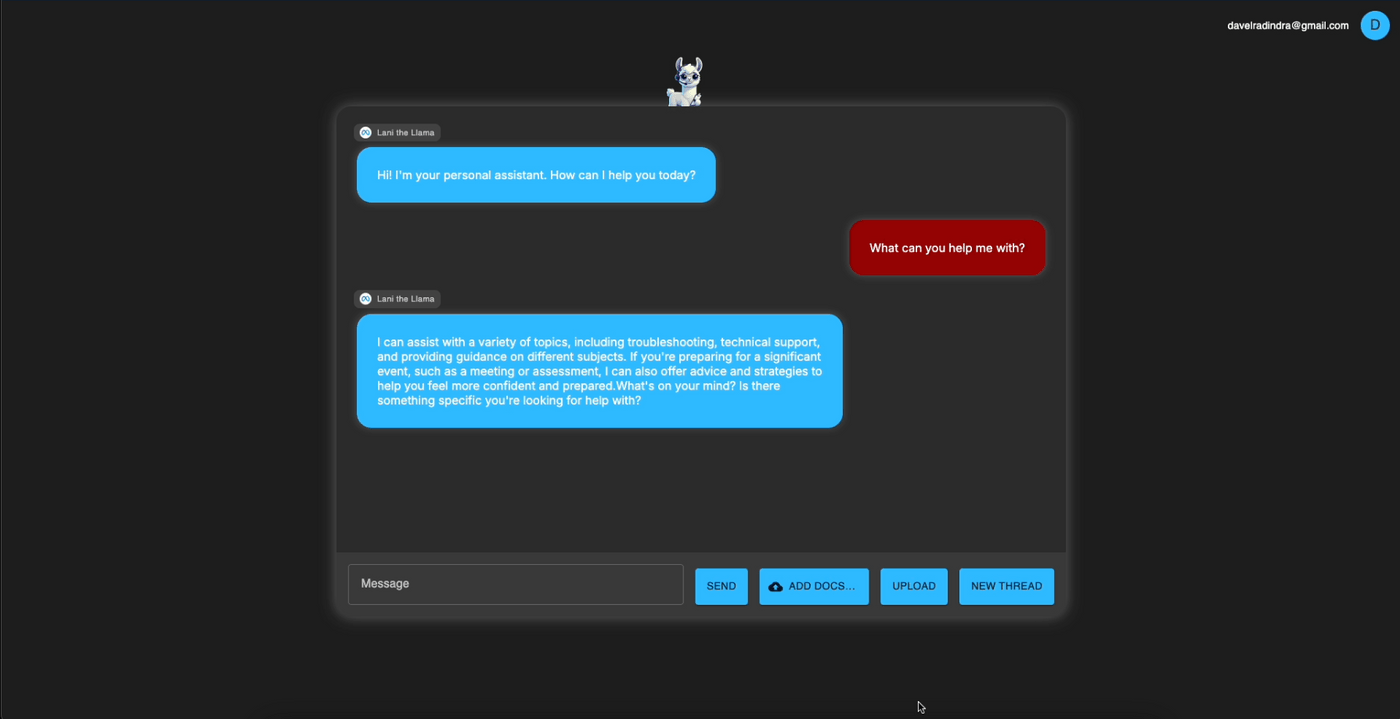 davelradindra@gmail.com
D
Lani the Llama
Hi! I'm your personal assistant. How can I help you today?
What can you help me with?
Lani the Llama
I can assist with a variety of topics, including troubleshooting, technical support,
and providing guidance on different subjects. If you're preparing for a significant
event, such as a meeting or assessment, I can also offer advice and strategies to
help you feel more confident and prepared.What's on your mind? Is there
something specific you're looking for help with?
Message
SEND
ADD DOCS...
UPLOAD
NEW THREAD